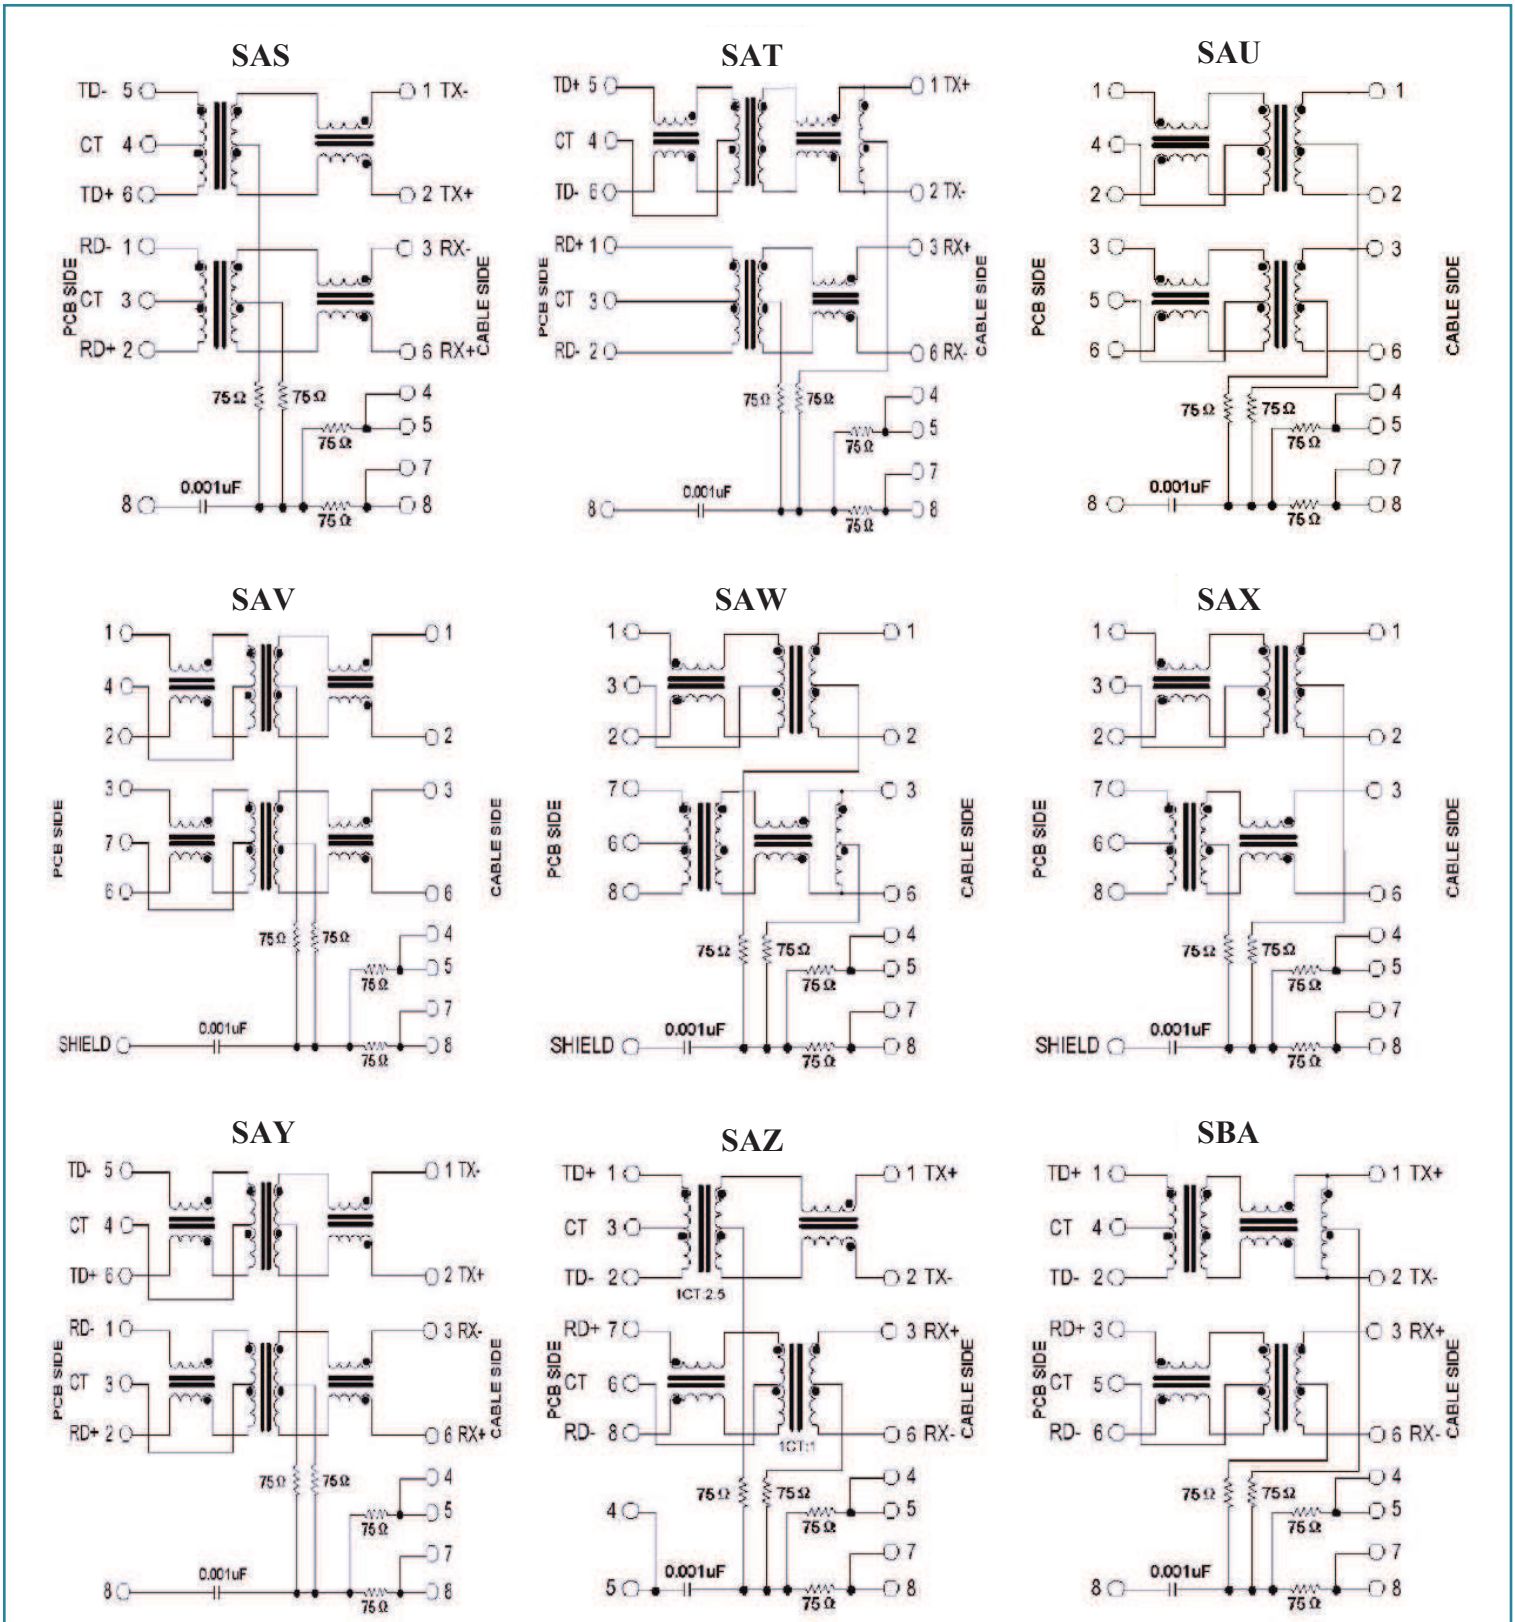 SAS
TD- 5
1 TX-
CT 4
TD+ 6
2 TX+
RD- 1
3 RX-
PCB SIDE
CT 3
CABLE SIDE
RD+ 2
6 RX+
75Ω 75Ω
4
75Ω
5
7
0.001uF
8
75Ω
8
SAT
TD+ 5
1 TX+
CT 4
TD- 6
2 TX-
RD+ 1
3 RX+
PCB SIDE
CT 3
CABLE SIDE
RD- 2
6 RX-
75Ω 75Ω
4
75Ω
5
7
0.001uF
8
75Ω
8
SAU
1
1
4
2
2
3
3
PCB SIDE
5
CABLE SIDE
6
6
75Ω 75Ω
4
75Ω
5
7
0.001uF
8
75Ω
8
SAV
1
1
4
2
2
3
3
PCB SIDE
7
CABLE SIDE
6
6
75Ω 75Ω
4
75Ω
5
7
0.001uF
SHIELD
75Ω
8
SAW
1
1
3
2
2
7
3
PCB SIDE
6
CABLE SIDE
8
6
75Ω 75Ω
4
75Ω
5
7
0.001uF
SHIELD
75Ω
8
SAX
1
1
3
2
2
7
3
PCB SIDE
6
CABLE SIDE
8
6
75Ω 75Ω
4
75Ω
5
7
0.001uF
SHIELD
75Ω
8
SAY
TD- 5
1 TX-
CT 4
TD+ 6
2 TX+
RD- 1
3 RX-
PCB SIDE
CT 3
CABLE SIDE
RD+ 2
6 RX+
75Ω 75Ω
4
75Ω
5
7
0.001uF
8
75Ω
8
SAZ
TD+ 1
1 TX+
CT 3
TD- 2
2 TX-
1CT:2.5
RD+ 7
3 RX+
PCB SIDE
CT 6
CABLE SIDE
RD- 8
6 RX-
1CT:1
75Ω 75Ω
4
4
75Ω
5
7
0.001uF
5
75Ω
8
SBA
TD+ 1
1 TX+
CT 4
TD- 2
2 TX-
RD+ 3
3 RX+
PCB SIDE
CT 5
CABLE SIDE
RD- 6
6 RX-
75Ω 75Ω
4
75Ω
5
7
0.001uF
8
75Ω
8